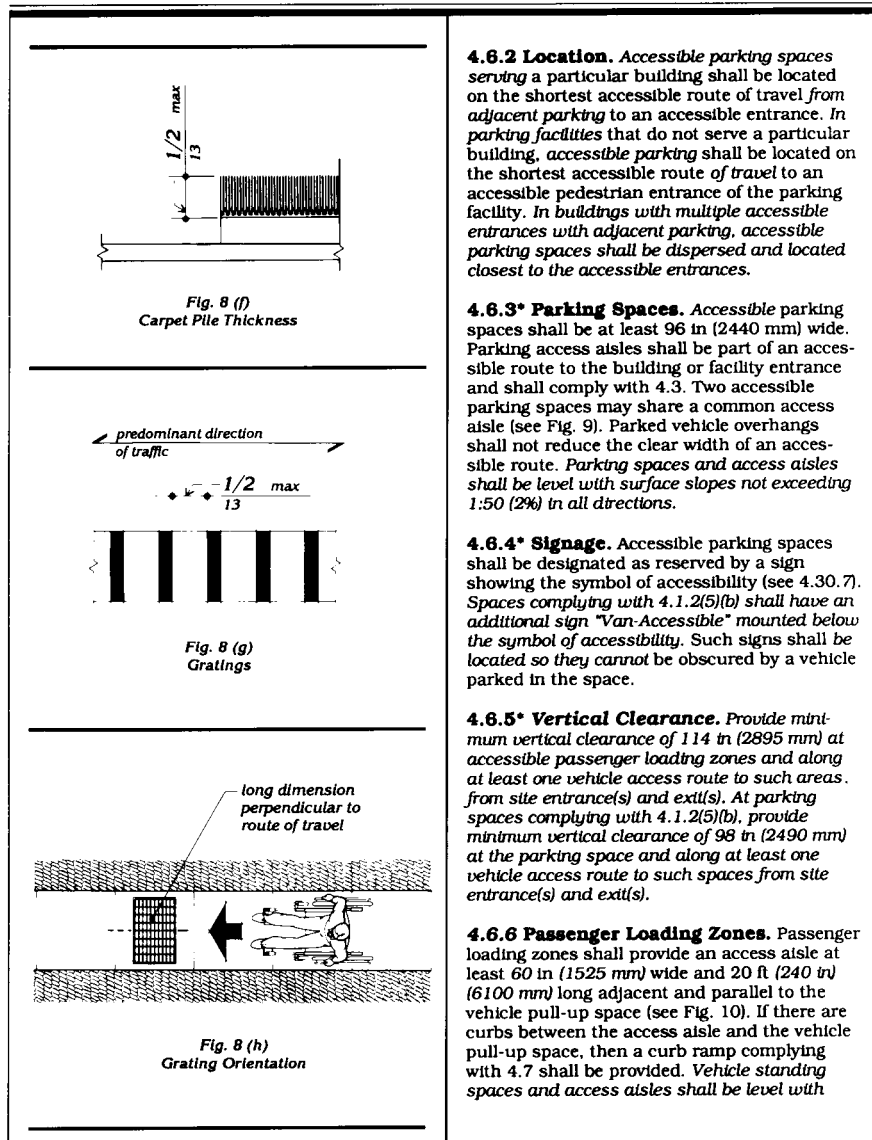 1/2 max
13
Fig. 8 (f)
Carpet Pile Thickness
predominant direction
of traffic
1/2 max
13
Fig. 8 (g)
Gratings
long dimension
perpendicular to
route of travel
Fig. 8 (h)
Grating Orientation
4.6.2 Location. Accessible parking spaces
serving a particular building shall be located
on the shortest accessible route of travel from
adjacent parking to an accessible entrance. In
parking facilities that do not serve a particular
building, accessible parking shall be located on
the shortest accessible route of travel to an
accessible pedestrian entrance of the parking
facility. In buildings with multiple accessible
entrances with adjacent parking, accessible
parking spaces shall be dispersed and located
closest to the accessible entrances.
4.6.3* Parking Spaces. Accessible parking
spaces shall be at least 96 in (2440 mm) wide.
Parking access aisles shall be part of an acces-
sible route to the building or facility entrance
and shall comply with 4.3. Two accessible
parking spaces may share a common access
aisle (see Fig. 9). Parked vehicle overhangs
shall not reduce the clear width of an acces-
sible route. Parking spaces and access aisles
shall be level with surface slopes not exceeding
1:50 (2%) in all directions.
4.6.4* Signage. Accessible parking spaces
shall be designated as reserved by a sign
showing the symbol of accessibility (see 4.30.7).
Spaces complying with 4.1.2(5)(b) shall have an
additional sign "Van-Accessible" mounted below
the symbol of accessibility. Such signs shall be
located so they cannot be obscured by a vehicle
parked in the space.
4.6.5* Vertical Clearance. Provide mini-
mum vertical clearance of 114 in (2895 mm) at
accessible passenger loading zones and along
at least one vehicle access route to such areas.
from site entrance(s) and exit(s). At parking
spaces complying with 4.1.2(5)(b), provide
minimum vertical clearance of 98 in (2490 mm)
at the parking space and along at least one
vehicle access route to such spaces from site
entrance(s) and exit(s).
4.6.6 Passenger Loading Zones. Passenger
loading zones shall provide an access aisle at
least 60 in (1525 mm) wide and 20 ft (240 in)
(6100 mm) long adjacent and parallel to the
vehicle pull-up space (see Fig. 10). If there are
curbs between the access aisle and the vehicle
pull-up space, then a curb ramp complying
with 4.7 shall be provided. Vehicle standing
spaces and access aisles shall be level with